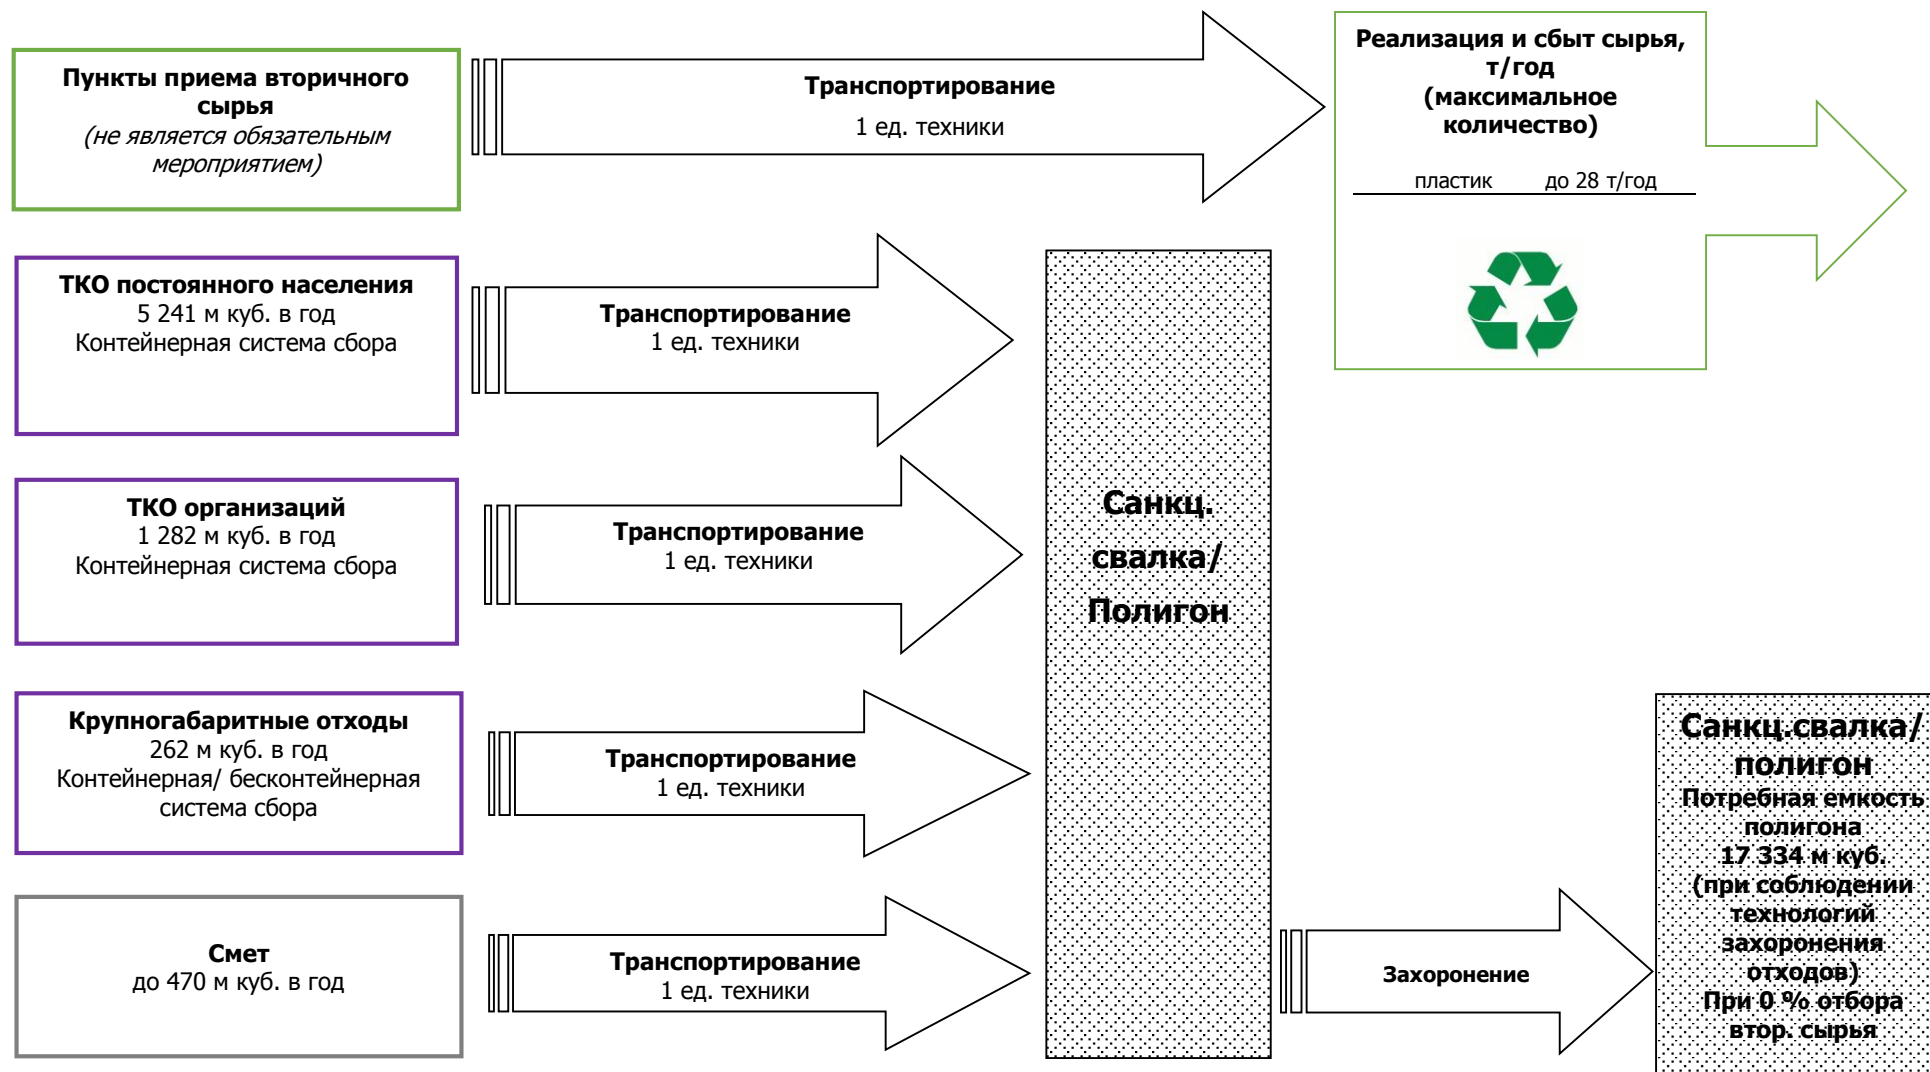 Пункты приема вторичного
сырья
(не является обязательным
мероприятием)
Транспортирование
1 ед. техники
Реализация и сбыт сырья,
т/год
(максимальное
количество)
пластик до 28 т/год
ТКО постоянного населения
5 241 м куб. в год
Контейнерная система сбора
Транспортирование
1 ед. техники
ТКО организаций
1 282 м куб. в год
Контейнерная система сбора
Транспортирование
1 ед. техники
Санкц.
свалка/
Полигон
Крупногабаритные отходы
262 м куб. в год
Контейнерная/ бесконтейнерная
система сбора
Транспортирование
1 ед. техники
Смет
до 470 м куб. в год
Транспортирование
1 ед. техники
Захоронение
Санкц.свалка/
полигон
Потребная емкость
полигона
17 334 м куб.
(при соблюдении
технологий
захоронения
отходов)
При 0 % отбора
втор. сырья